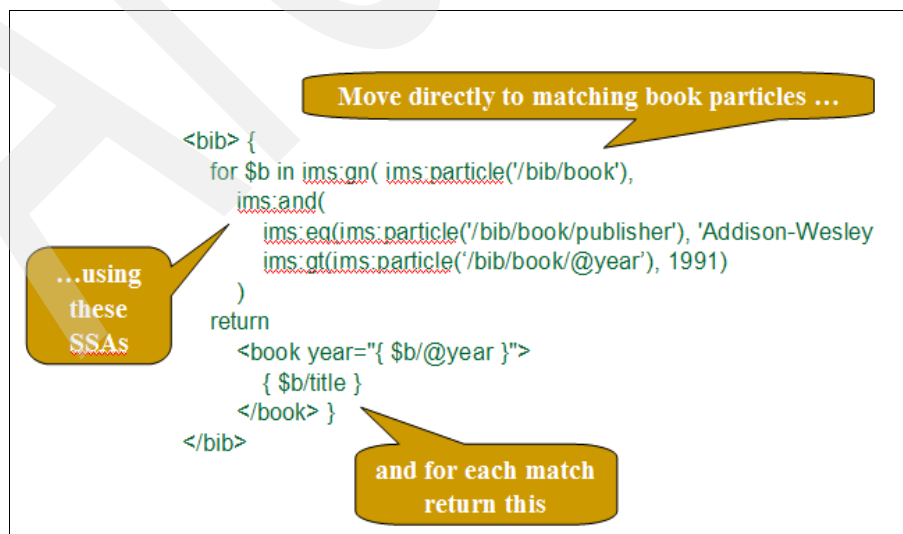 Move directly to matching book particles …
<bib> {
for $b in ims:gn( ims:particle('/bib/book'),
ims:and(
ims:eq(ims:particle('/bib/book/publisher'), 'Addison-Wesley
ims:gt(ims:particle(‘/bib/book/@year’), 1991)
)
return
<book year="{ $b/@year }">
{ $b/title }
</book> }
</bib>
…using
these
SSAs
and for each match
return this